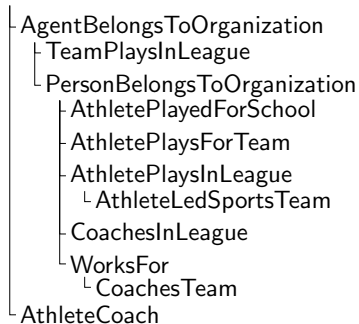 AgentBelongsToOrganization
TeamPlaysInLeague
PersonBelongsToOrganization
AthletePlayedForSchool
AthletePlaysForTeam
AthletePlaysInLeague
AthleteLedSportsTeam
CoachesInLeague
WorksFor
CoachesTeam
AthleteCoach